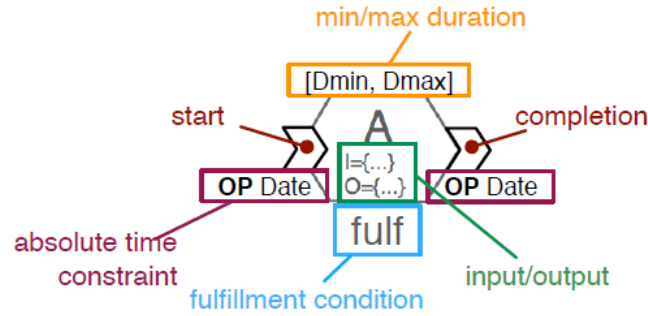 min/max duration
[Dmin, Dmax]
start
completion
A
I={...}
O={...}
OP Date
OP Date
fulf
absolute time
constraint
input/output
fulfillment condition